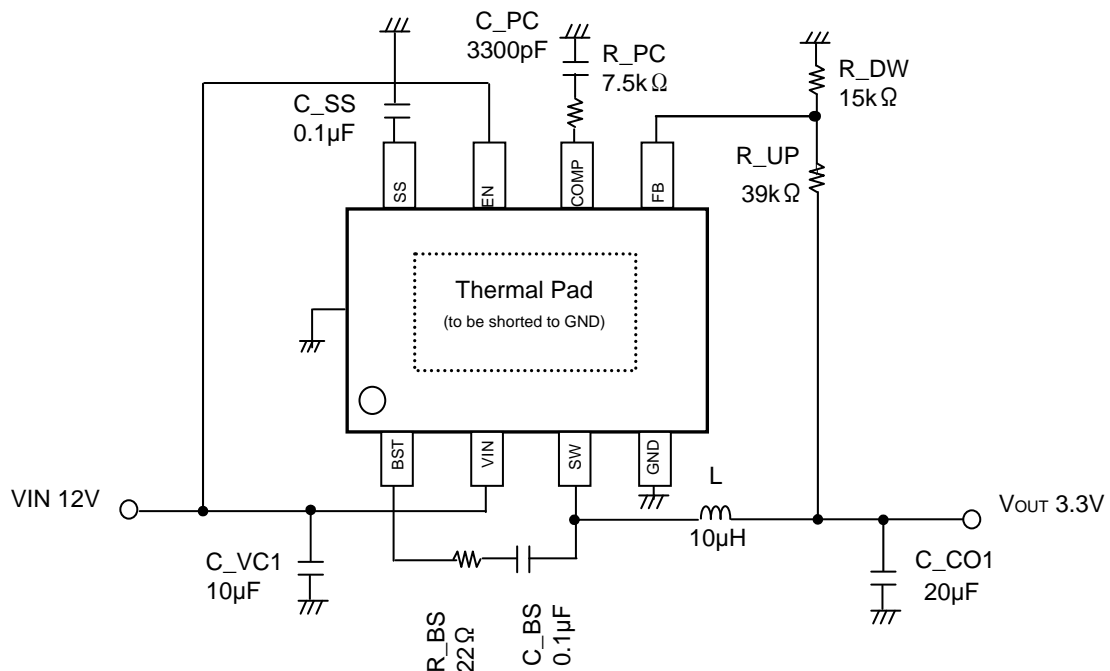 C_PC
3300pF
R_PC
7.5kΩ
R_DW
15kΩ
C_SS
0.1µF
R_UP
39kΩ
SS
EN
COMP
FB
Thermal Pad
(to be shorted to GND)
BST
VIN
SW
GND
L
10µH
VIN 12V
VOUT 3.3V
C_VC1
10µF
C_CO1
20µF
R_BS
22Ω
C_BS
0.1µF